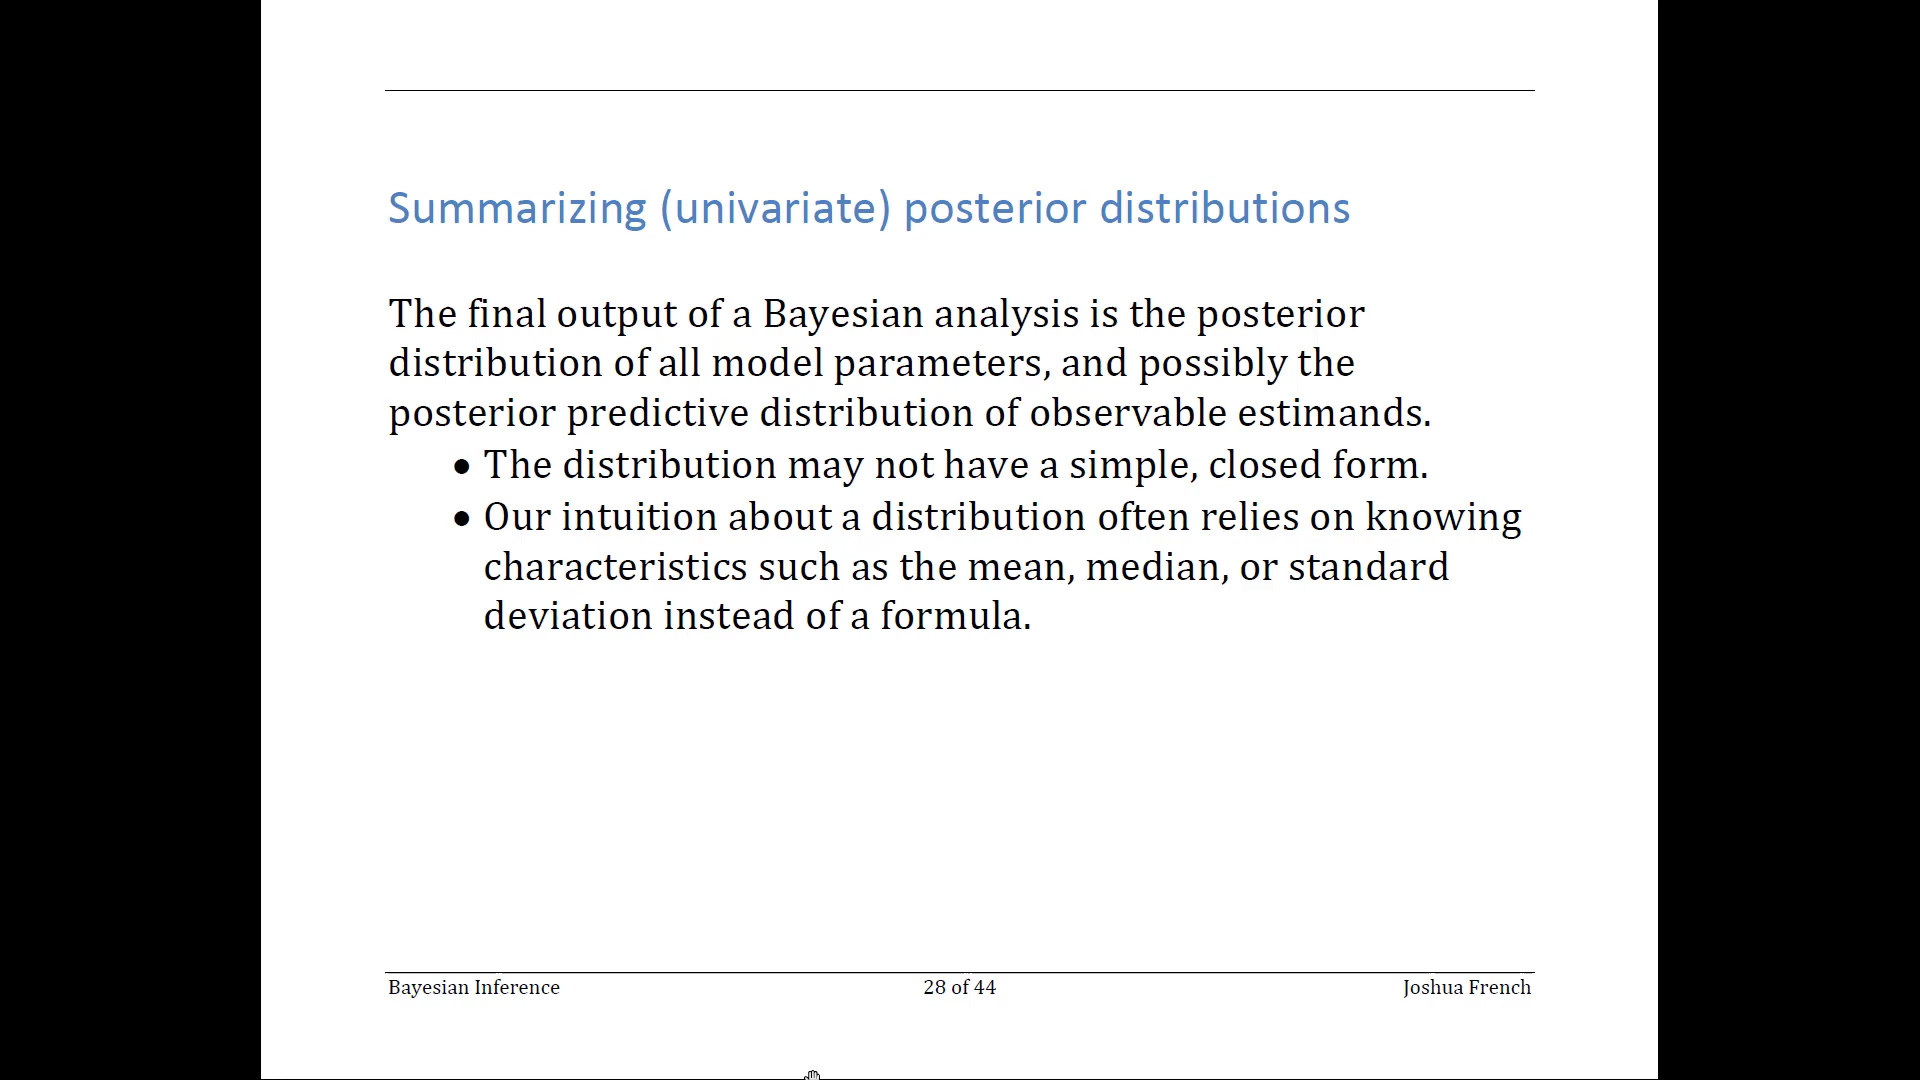 Summarizing (univariate) posterior distributions
The final output of a Bayesian analysis is the posterior
distribution of all model parameters, and possibly the
posterior predictive distribution of observable estimands.
• The distribution may not have a simple, closed form.
• Our intuition about a distribution often relies on knowing
characteristics such as the mean, median, or standard
deviation instead of a formula.
Bayesian Inference 28 of 44 Joshua French